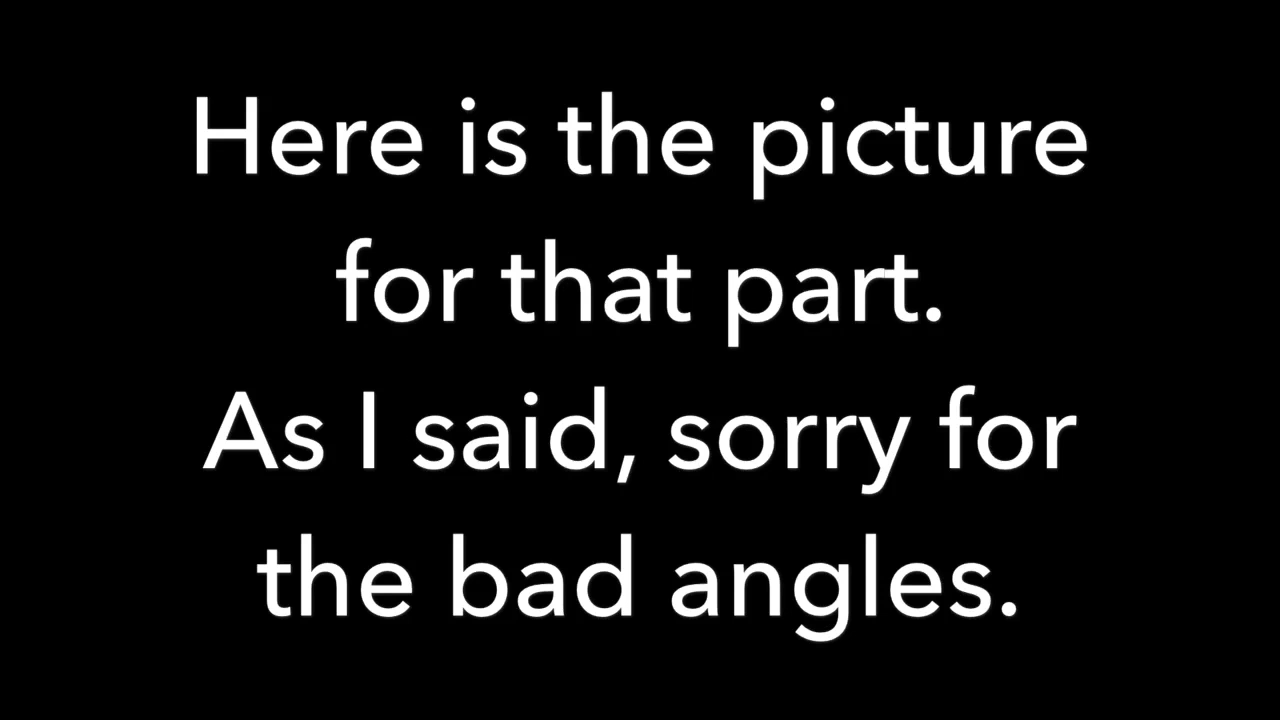 Here is the picture
for that part.
As I said, sorry for
the bad angles.